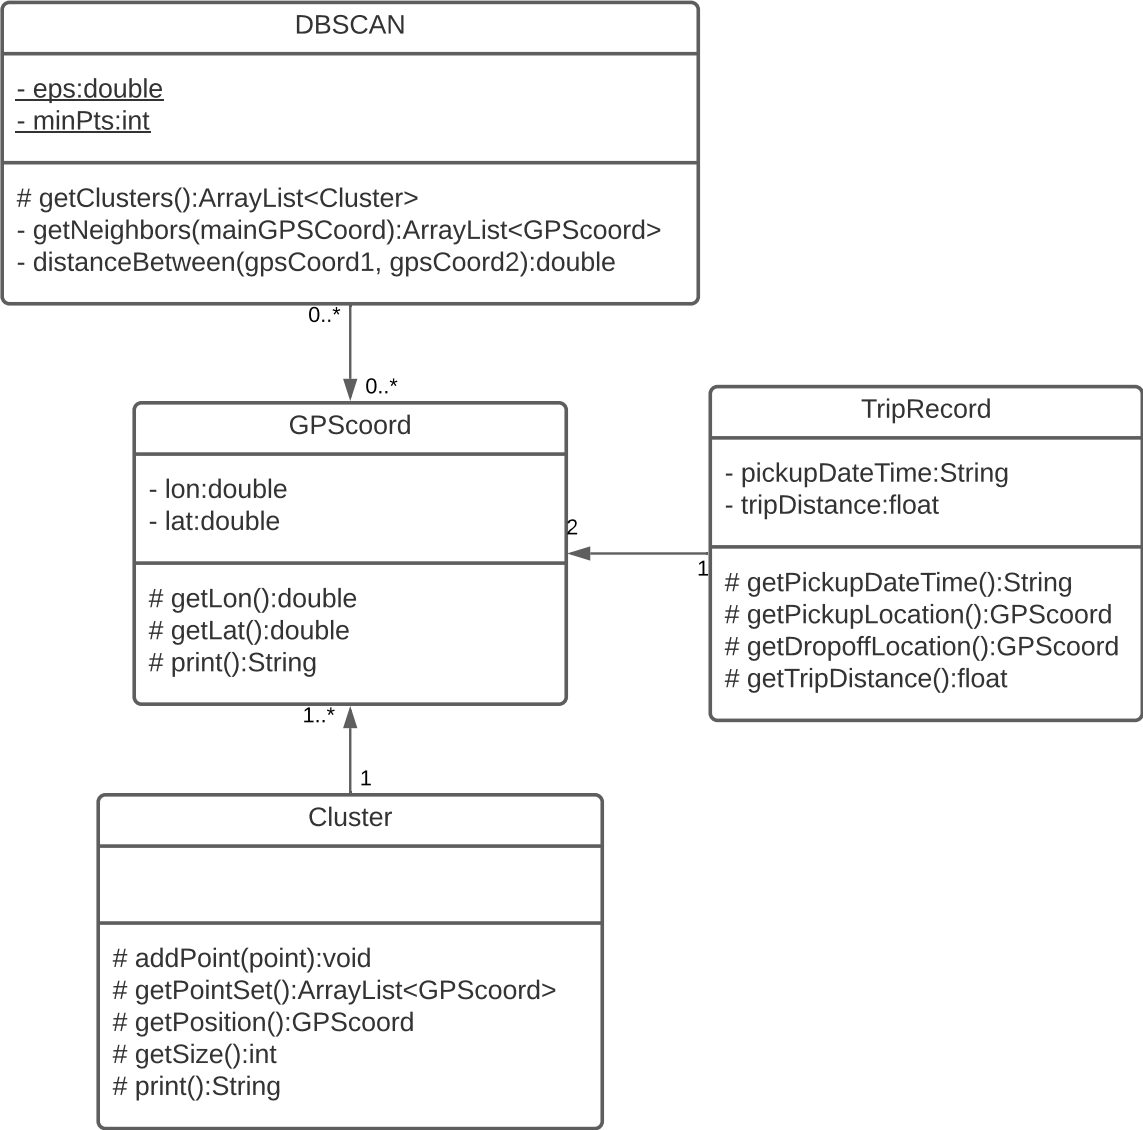 DBSCAN
- eps:double
- minPts:int
# getClusters():ArrayList<Cluster>
- getNeighbors(mainGPSCoord):ArrayList<GPScoord>
- distanceBetween(gpsCoord1, gpsCoord2):double
0..*
0..*
GPScoord
- lon:double
- lat:double
# getLon():double
# getLat():double
# print():String
2
1
TripRecord
- pickupDateTime:String
- tripDistance:float
# getPickupDateTime():String
# getPickupLocation():GPScoord
# getDropoffLocation():GPScoord
# getTripDistance():float
1..*
1
Cluster
# addPoint(point):void
# getPointSet():ArrayList<GPScoord>
# getPosition():GPScoord
# getSize():int
# print():String